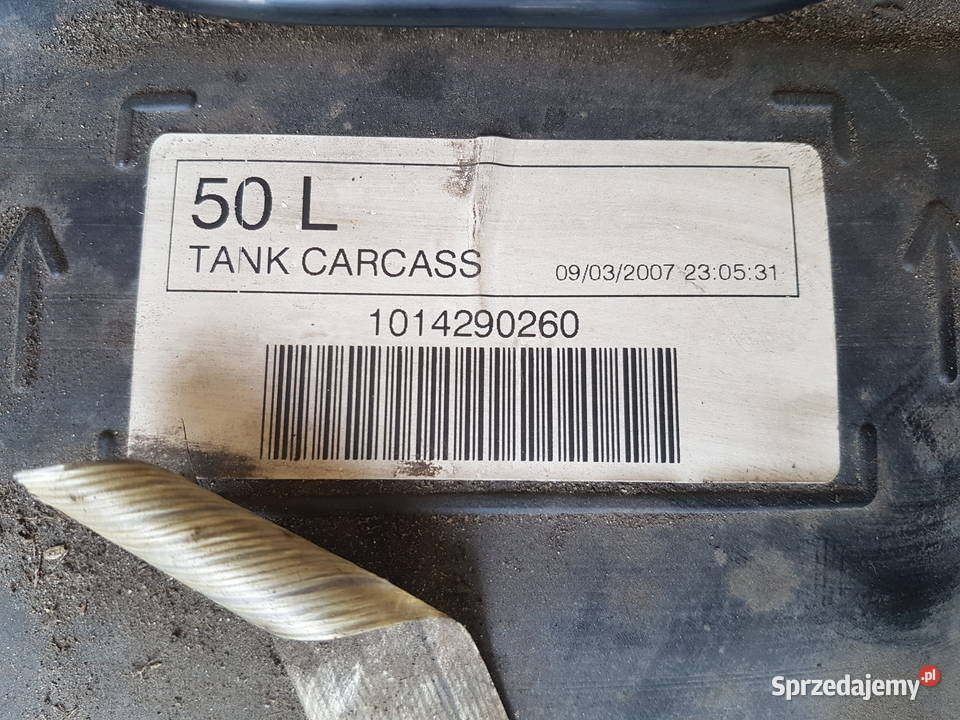 50 L
TANK CARCASS
09/03/2007 23:05:31
1014290260
Sprzedajemy.pl